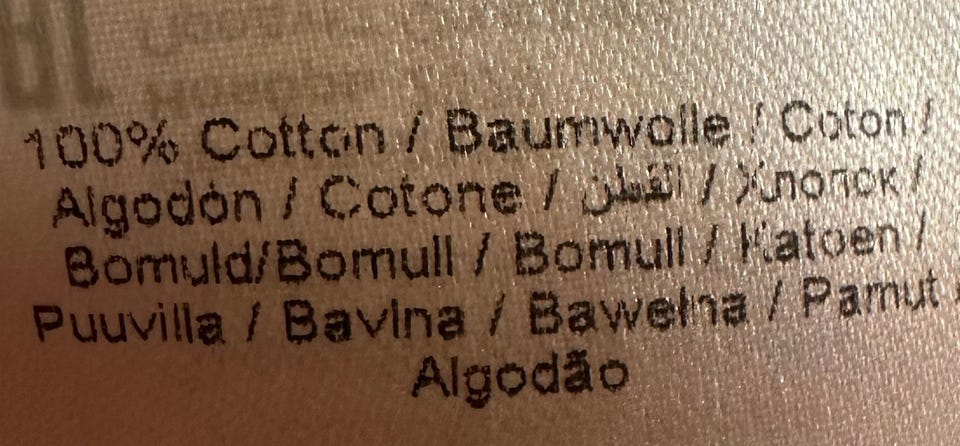 100% Cotton / Baumwolle / Coton /
Algodón / Cotone / القطن / Хлопок /
Bomuld/Bomull / Bomull / Katoen /
Puuvilla / Bavlna / Bawełna / Pamut /
Algodão